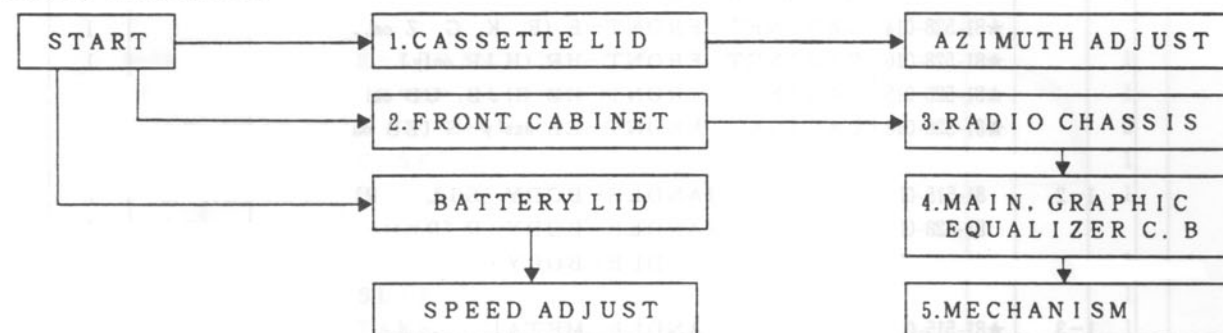 START
1.CASSETTE LID
AZIMUTH ADJUST
2.FRONT CABINET
3.RADIO CHASSIS
BATTERY LID
4.MAIN. GRAPHIC
EQUALIZER C. B
SPEED ADJUST
5.MECHANISM